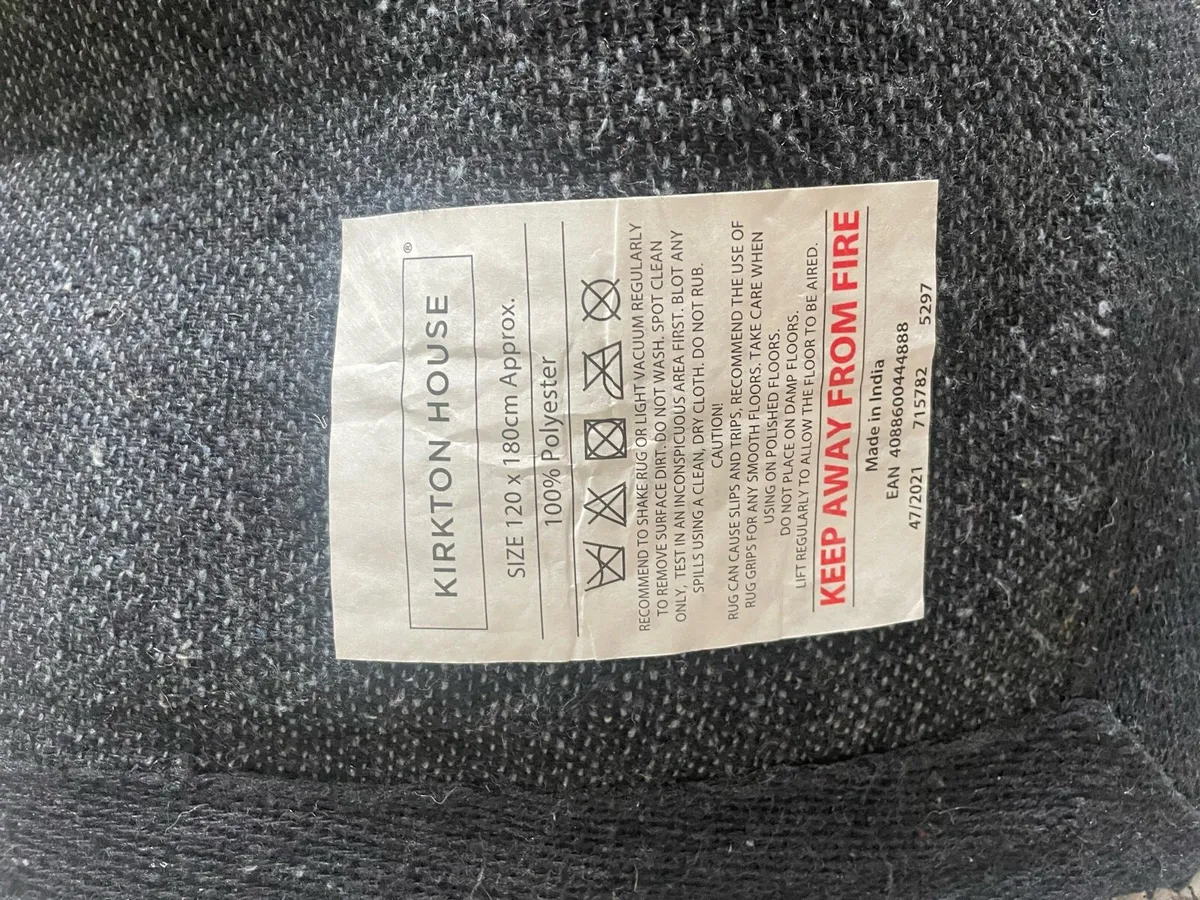 KIRKTON HOUSE®
SIZE 120 x 180cm Approx.
100% Polyester
RECOMMEND TO SHAKE RUG OR LIGHT VACUUM REGULARLY
TO REMOVE SURFACE DIRT. DO NOT WASH. SPOT CLEAN
ONLY, TEST IN AN INCONSPICUOUS AREA FIRST. BLOT ANY
SPILLS USING A CLEAN, DRY CLOTH. DO NOT RUB.
CAUTION!
RUG CAN CAUSE SLIPS AND TRIPS, RECOMMEND THE USE OF
RUG GRIPS FOR ANY SMOOTH FLOORS. TAKE CARE WHEN
USING ON POLISHED FLOORS.
DO NOT PLACE ON DAMP FLOORS,
LIFT REGULARLY TO ALLOW THE FLOOR TO BE AIRED.
KEEP AWAY FROM FIRE
Made in India
EAN 4088600444888
47/2021 715782 5297